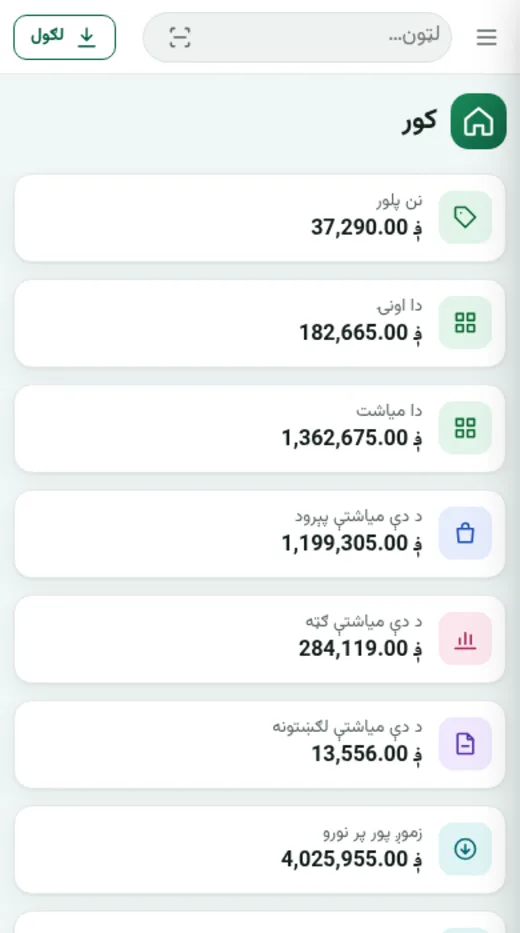 لټون...
لګول
کور
نن پلور
؋ 37,290.00
دا اونۍ
؋ 182,665.00
دا میاشت
؋ 1,362,675.00
د دې میاشتې پېرود
؋ 1,199,305.00
د دې میاشتې ګټه
؋ 284,119.00
د دې میاشتې لګښتونه
؋ 13,556.00
زموږ پور پر نورو
؋ 4,025,955.00